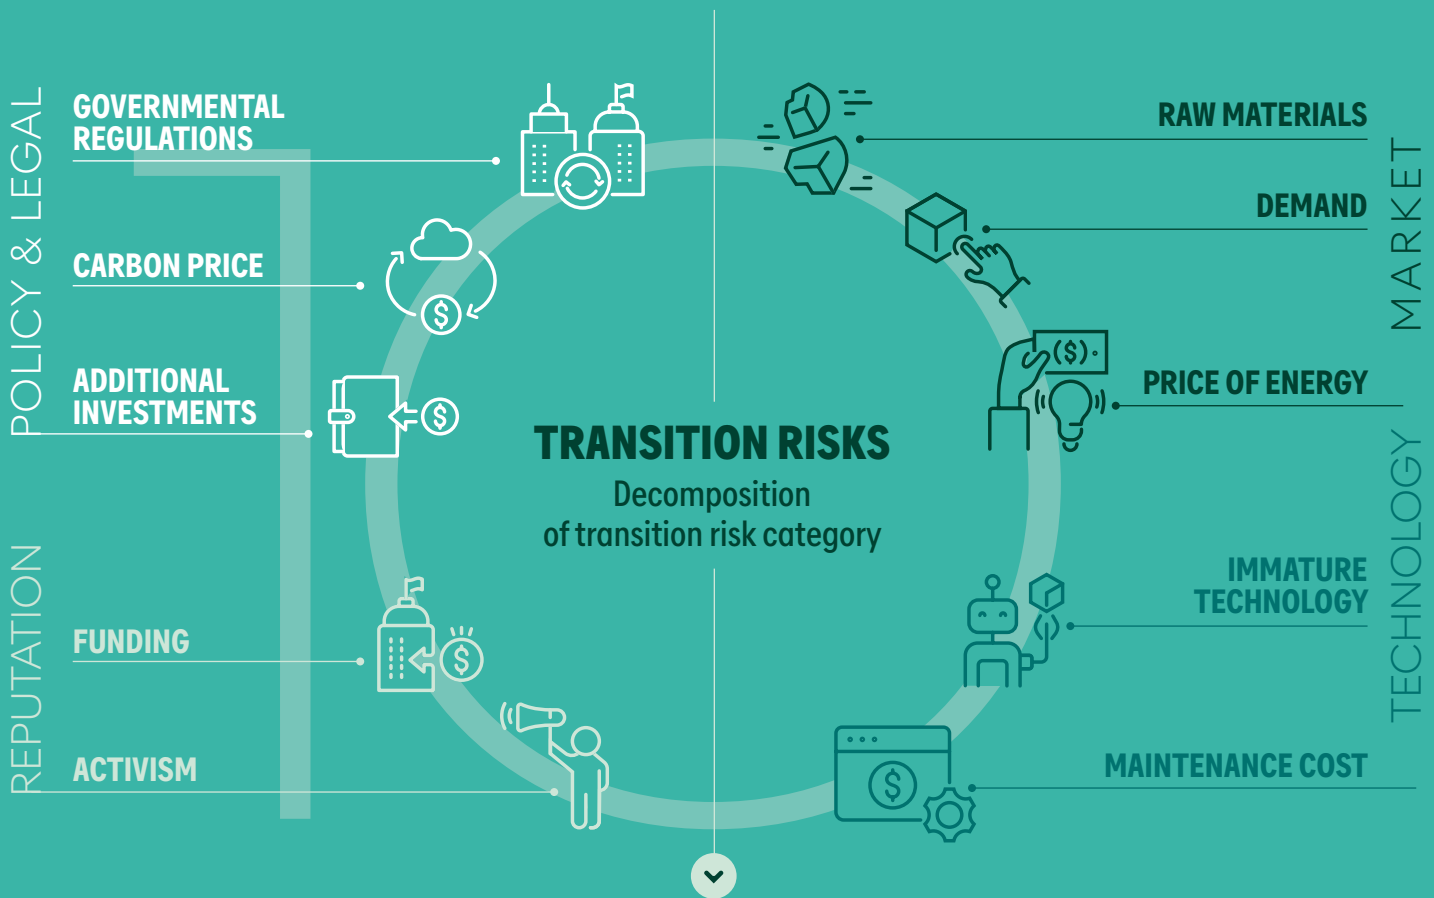 POLICY & LEGAL
GOVERNMENTAL
REGULATIONS
CARBON PRICE
ADDITIONAL
INVESTMENTS
REPUTATION
FUNDING
ACTIVISM
TRANSITION RISKS
Decomposition
of transition risk category
MARKET
RAW MATERIALS
DEMAND
PRICE OF ENERGY
TECHNOLOGY
IMMATURE
TECHNOLOGY
MAINTENANCE COST
$
$
$
($)
$